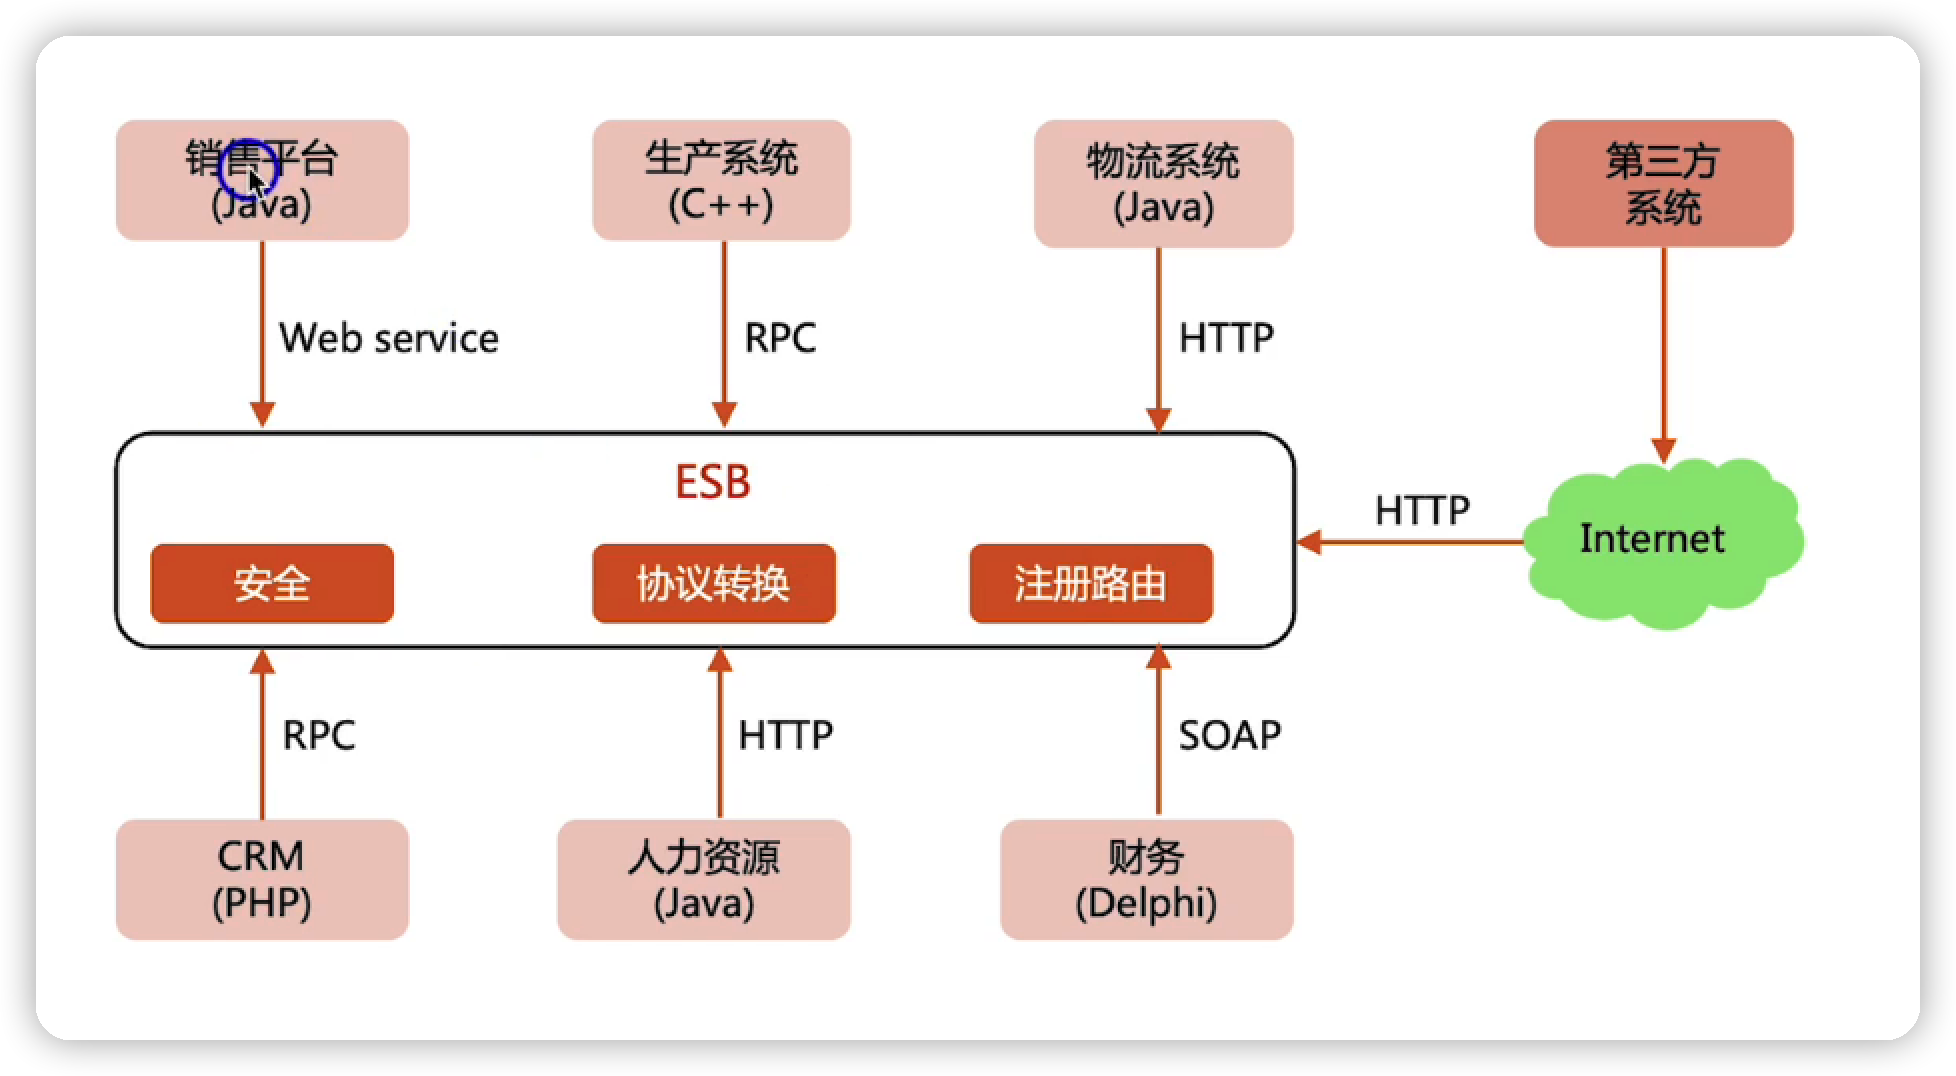 销售平台
(Java)
生产系统
(C++)
物流系统
(Java)
第三方
系统
Web service
RPC
HTTP
ESB
安全
协议转换
注册路由
HTTP
Internet
RPC
HTTP
SOAP
CRM
(PHP)
人力资源
(Java)
财务
(Delphi)